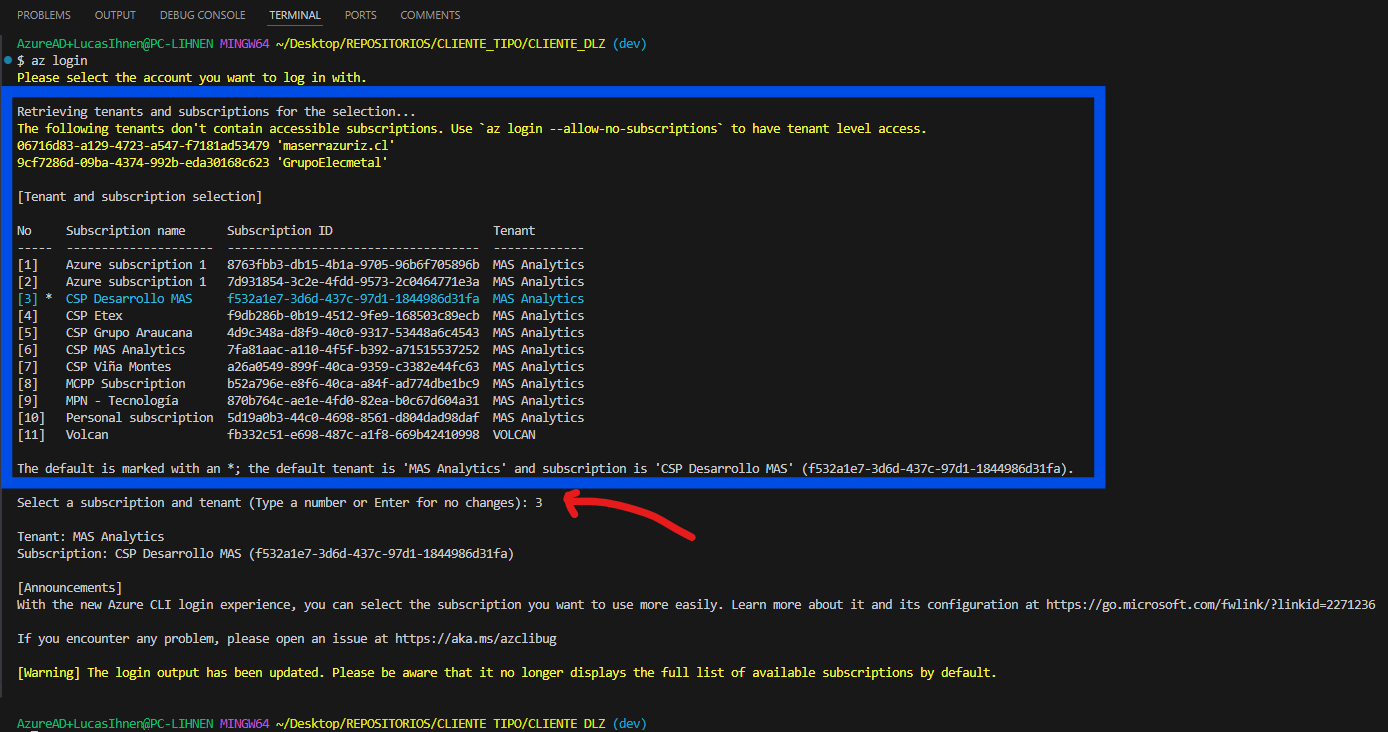 PROBLEMS OUTPUT DEBUG CONSOLE TERMINAL PORTS COMMENTS
AzureAD+LucasIhnen@PC-LIHNEN MINGW64 ~/Desktop/REPOSITORIOS/CLIENTE_TIPO/CLIENTE_DLZ (dev)
$ az login
Please select the account you want to log in with.
Retrieving tenants and subscriptions for the selection...
The following tenants don't contain accessible subscriptions. Use `az login --allow-no-subscriptions` to have tenant level access.
06716d83-a129-4723-a547-f7181ad53479 'maserrazuriz.cl'
9cf7286d-09ba-4374-992b-eda30168c623 'GrupoElecmetal'
[Tenant and subscription selection]
No Subscription name Subscription ID Tenant
----- --------------------- ------------------------------------ -------------
[1] Azure subscription 1 8763fbb3-db15-4b1a-9705-96b6f705896b MAS Analytics
[2] Azure subscription 1 7d931854-3c2e-4fdd-9573-2c0464771e3a MAS Analytics
[3] * CSP Desarrollo MAS f532a1e7-3d6d-437c-97d1-1844986d31fa MAS Analytics
[4] CSP Etex f9db286b-0b19-4512-9fe9-168503c89ecb MAS Analytics
[5] CSP Grupo Araucana 4d9c348a-d8f9-40c0-9317-53448a6c4543 MAS Analytics
[6] CSP MAS Analytics 7fa81aac-a110-4f5f-b392-a71515537252 MAS Analytics
[7] CSP Viña Montes a26a0549-899f-40ca-9359-c3382e44fc63 MAS Analytics
[8] MCPP Subscription b52a796e-e8f6-40ca-a84f-ad774dbe1bc9 MAS Analytics
[9] MPN - Tecnología 870b764c-ae1e-4fd0-82ea-b0c67d604a31 MAS Analytics
[10] Personal subscription 5d19a0b3-44c0-4698-8561-d804dad98daf MAS Analytics
[11] Volcan fb332c51-e698-487c-a1f8-669b42410998 VOLCAN
The default is marked with an *; the default tenant is 'MAS Analytics' and subscription is 'CSP Desarrollo MAS' (f532a1e7-3d6d-437c-97d1-1844986d31fa).
Select a subscription and tenant (Type a number or Enter for no changes): 3
Tenant: MAS Analytics
Subscription: CSP Desarrollo MAS (f532a1e7-3d6d-437c-97d1-1844986d31fa)
[Announcements]
With the new Azure CLI login experience, you can select the subscription you want to use more easily. Learn more about it and its configuration at https://go.microsoft.com/fwlink/?linkid=2271236
If you encounter any problem, please open an issue at https://aka.ms/azclibug
[Warning] The login output has been updated. Please be aware that it no longer displays the full list of available subscriptions by default.
AzureAD+LucasIhnen@PC-LIHNEN MINGW64 ~/Desktop/REPOSITORIOS/CLIENTE_TIPO/CLIENTE_DLZ (dev)